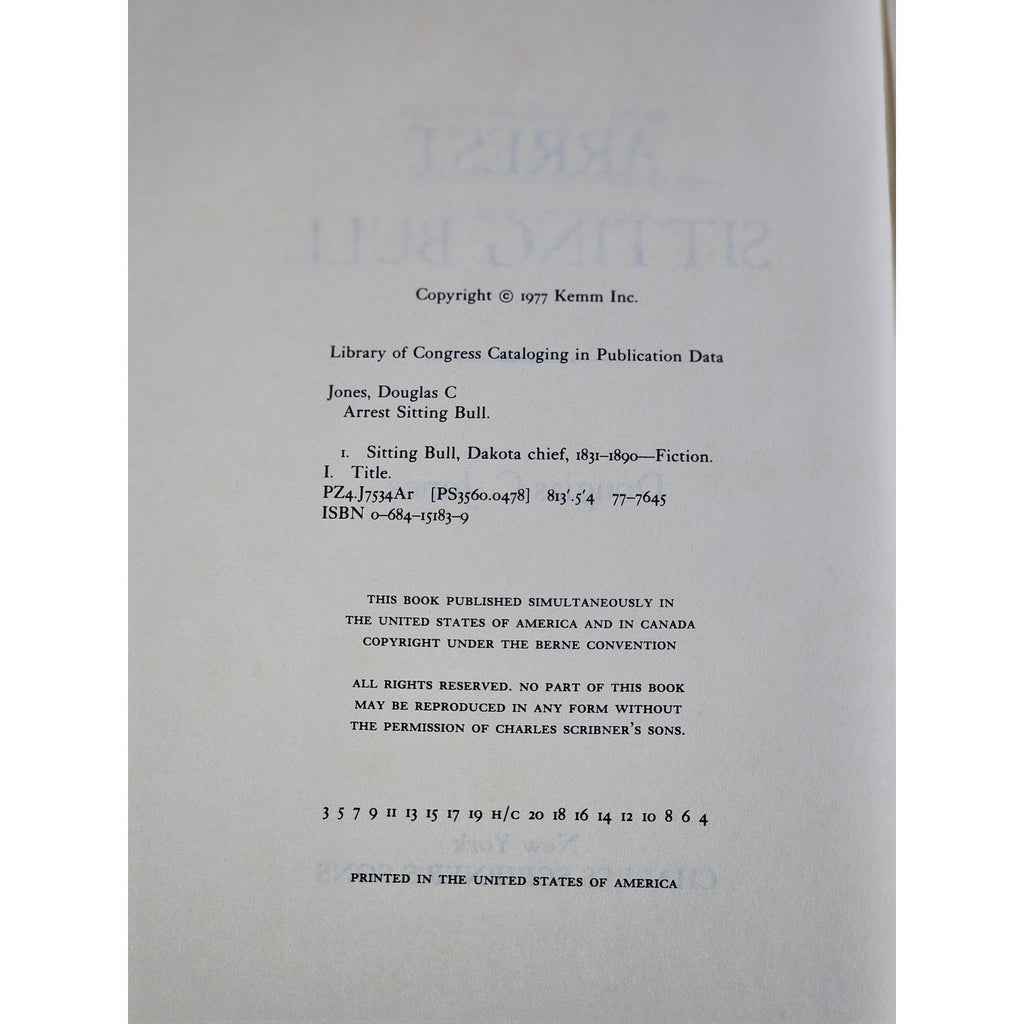 ARREST
SITTING BULL
Copyright © 1977 Kemm Inc.
Library of Congress Cataloging in Publication Data
Jones, Douglas C
Arrest Sitting Bull.
1. Sitting Bull, Dakota chief, 1831–1890—Fiction.
I. Title.
PZ4.J7534Ar [PS3560.0478] 813'.5'4 77–7645
ISBN 0–684–15183–9
THIS BOOK PUBLISHED SIMULTANEOUSLY IN
THE UNITED STATES OF AMERICA AND IN CANADA
COPYRIGHT UNDER THE BERNE CONVENTION
ALL RIGHTS RESERVED. NO PART OF THIS BOOK
MAY BE REPRODUCED IN ANY FORM WITHOUT
THE PERMISSION OF CHARLES SCRIBNER'S SONS.
3 5 7 9 11 13 15 17 19 H/C 20 18 16 14 12 10 8 6 4
New York
PRINTED IN THE UNITED STATES OF AMERICA